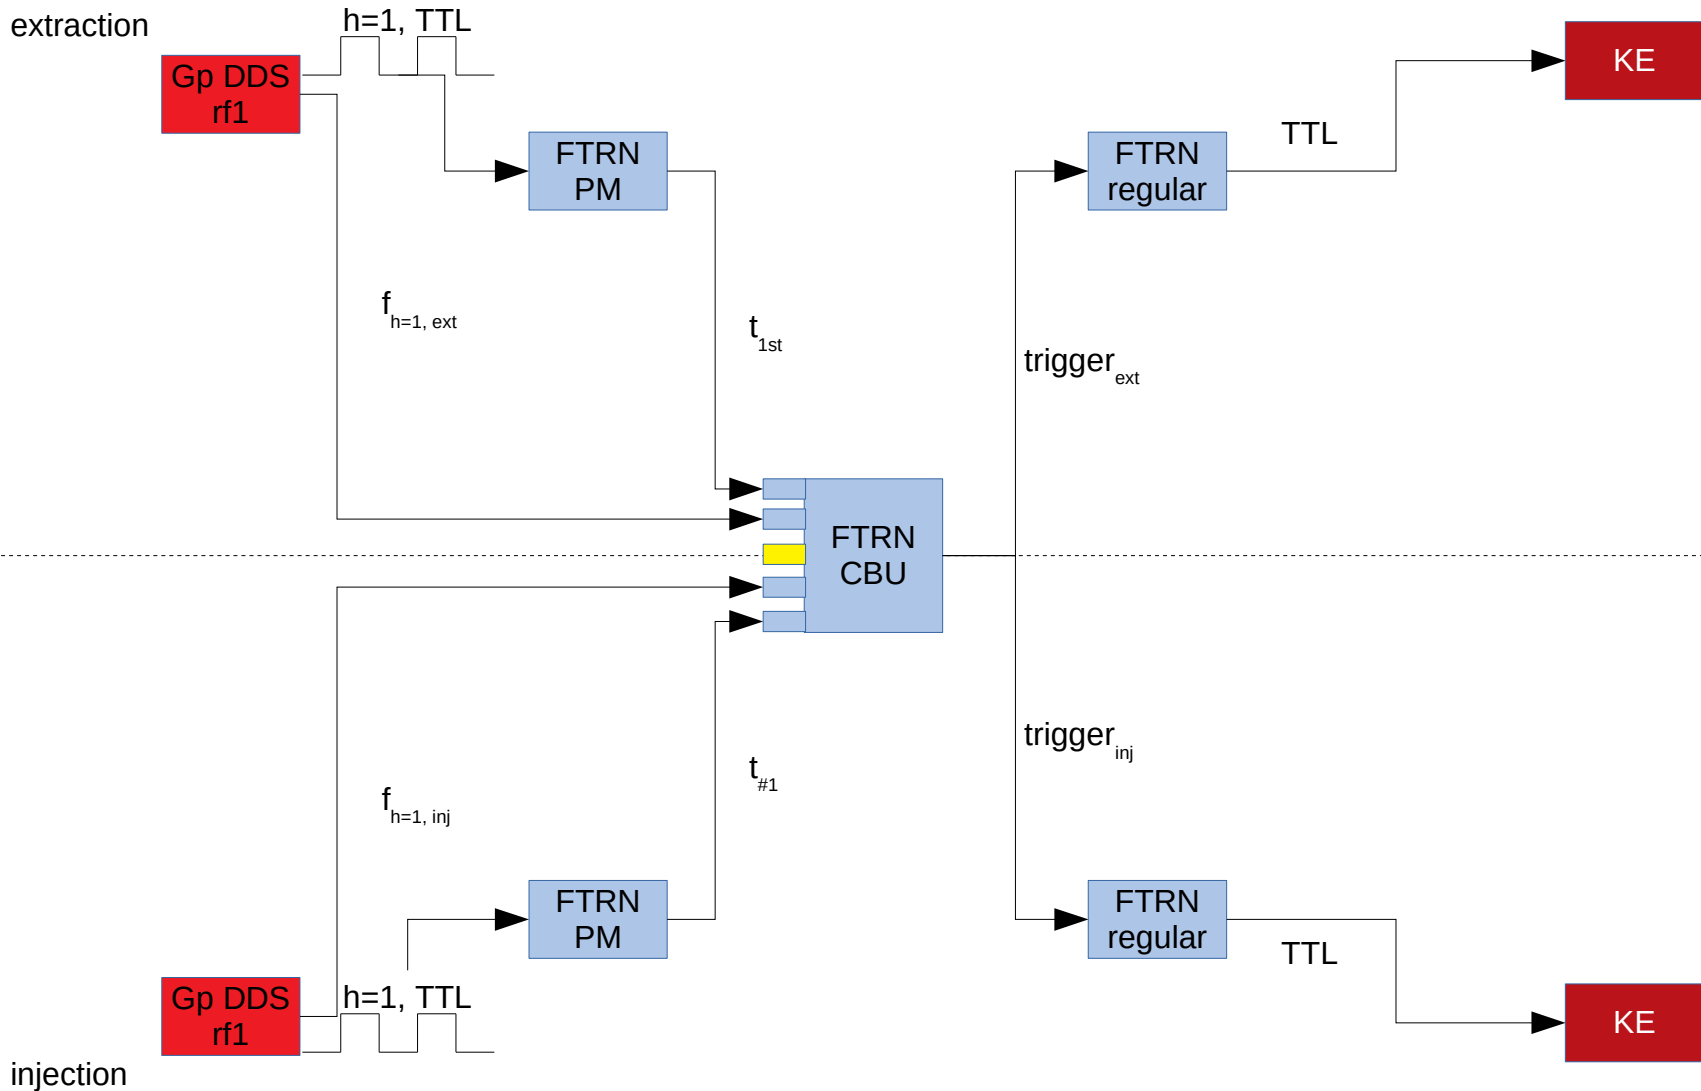 extraction
h=1, TTL
Gp DDS
rf1
KE
TTL
FTRN
PM
FTRN
regular
f h=1, ext
t 1st
trigger ext
FTRN
CBU
trigger inj
t #1
f h=1, inj
FTRN
PM
FTRN
regular
TTL
Gp DDS
rf1
h=1, TTL
KE
injection